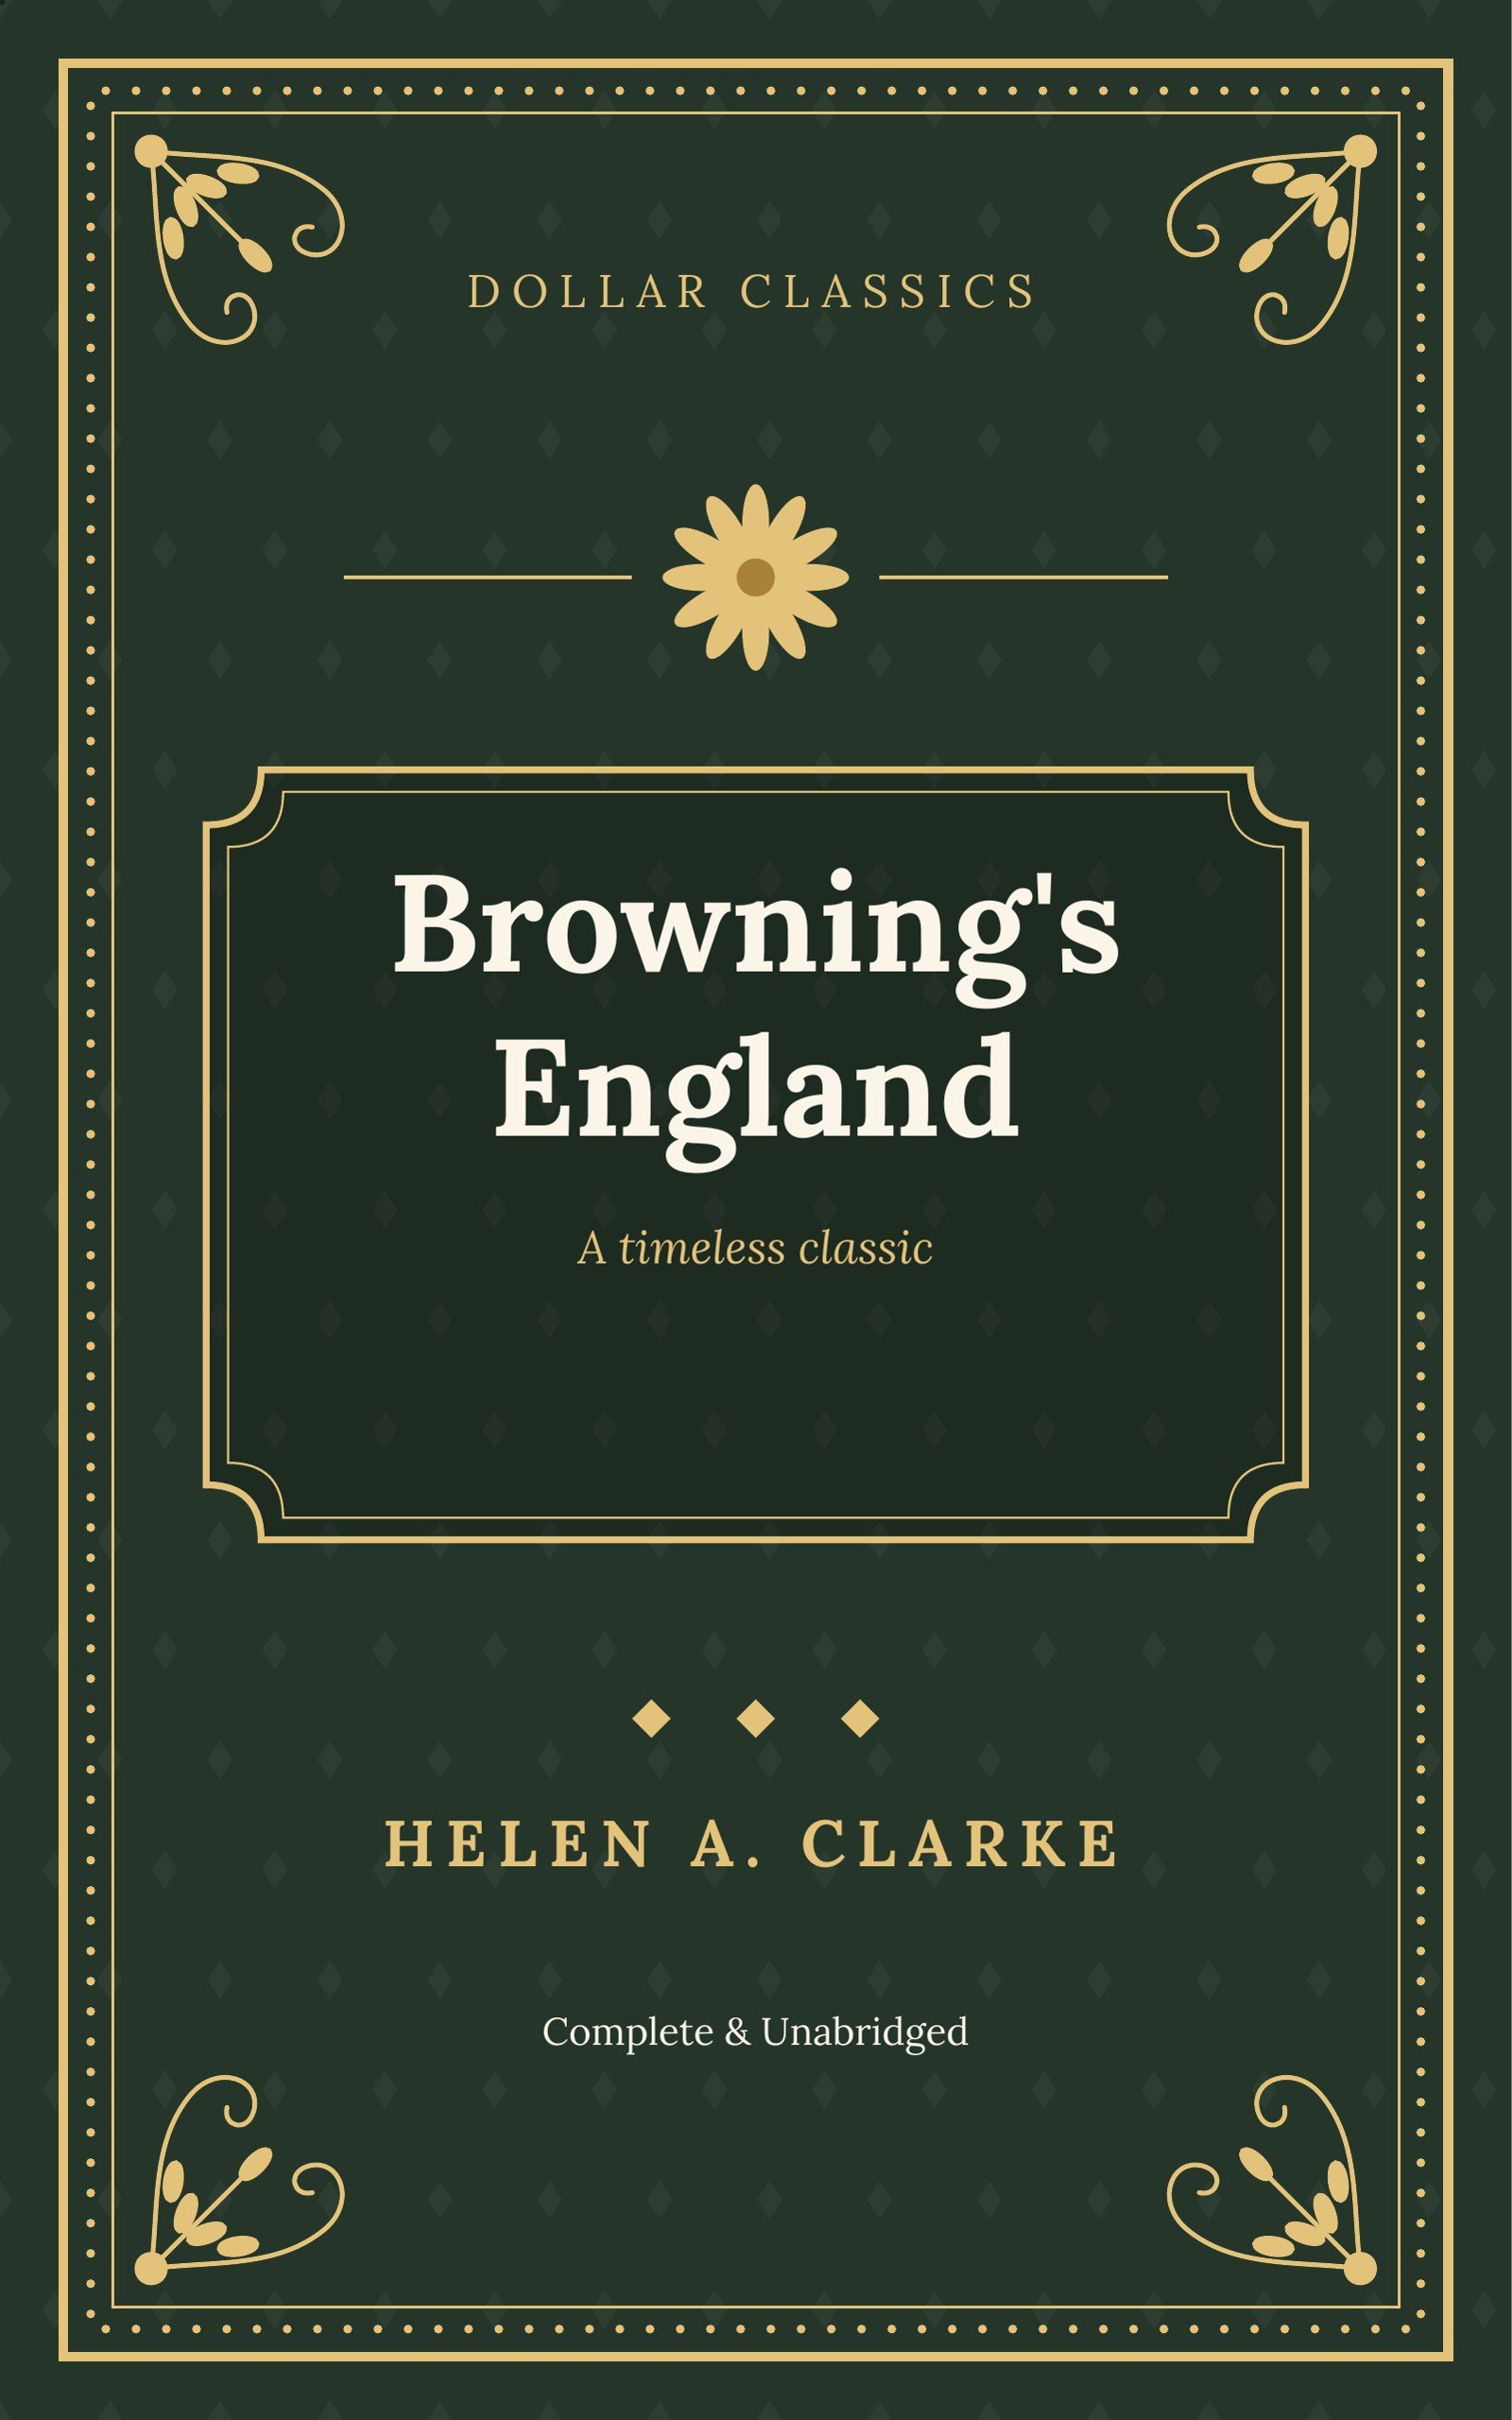 DOLLAR CLASSICS
Browning's
England
A timeless classic
HELEN A. CLARKE
Complete & Unabridged